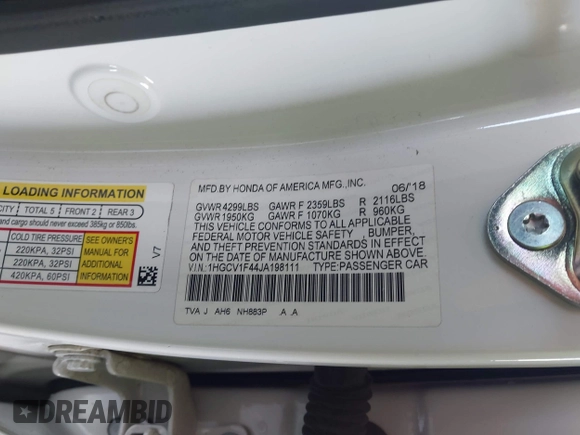 TIRE AND LOADING INFORMATION
CITY TOTAL 5 FRONT 2 REAR 3
and cargo should never exceed 385kg or 850lbs.
COLD TIRE PRESSURE
220KPA, 32PSI
220KPA, 32PSI
420KPA, 60PSI
SEE OWNER'S
MANUAL FOR
ADDITIONAL
INFORMATION
V7
MFD.BY HONDA OF AMERICA MFG.,INC. 06/18
GVWR 4299LBS GAWR F 2359LBS R 2116LBS
GVWR 1950KG GAWR F 1070KG R 960KG
THIS VEHICLE CONFORMS TO ALL APPLICABLE
FEDERAL MOTOR VEHICLE SAFETY , BUMPER,
AND THEFT PREVENTION STANDARDS IN EFFECT
ON THE DATE OF MANUFACTURE SHOWN ABOVE.
V.I.N.:1HGCV1F44JA198111 TYPE:PASSENGER CAR
TVA J AH6 NH883P .A .A
DREAMBID